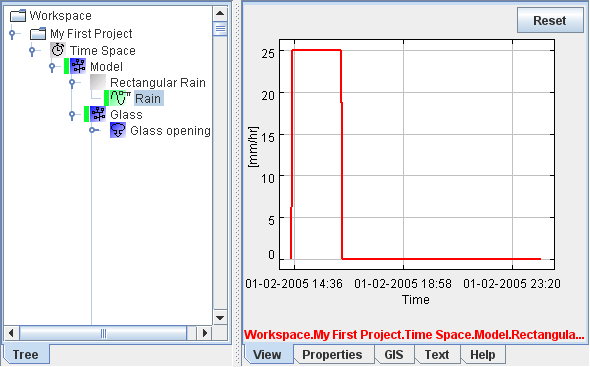 Workspace
My First Project
Time Space
Model
Rectangular Rain
Rain
Glass
Glass opening
Tree
Reset
25
20
15
10
5
0
[mm/hr]
01-02-2005 14:36
01-02-2005 18:58
01-02-2005 23:20
Time
Workspace.My First Project.Time Space.Model.Rectangula...
View
Properties
GIS
Text
Help